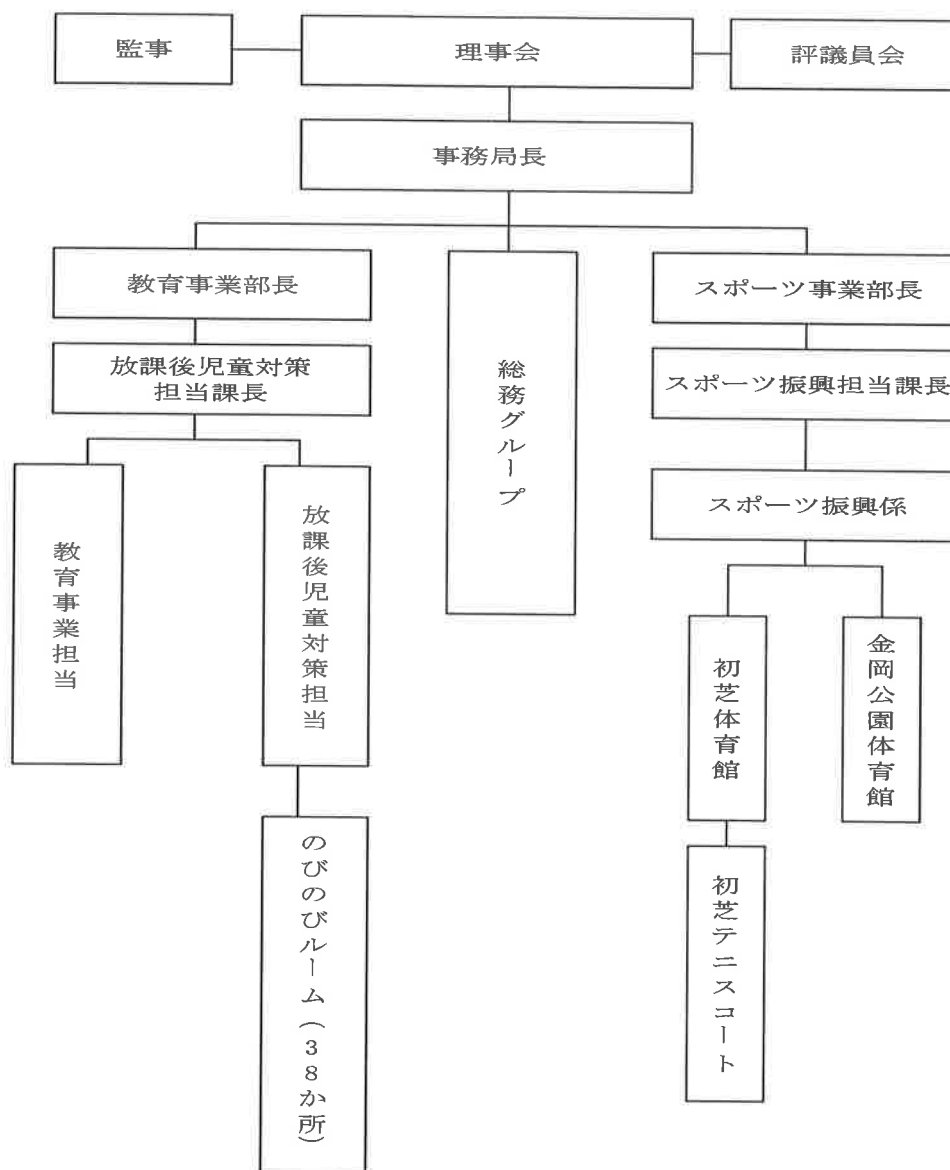 監事
理事会
評議員会
事務局長
教育事業部長
スポーツ事業部長
放課後児童対策
担当課長
総務グループ
スポーツ振興担当課長
教育事業担当
放課後児童対策担当
スポーツ振興係
初芝体育館
金岡公園体育館
のびのびルーム(38か所)
初芝テニスコート